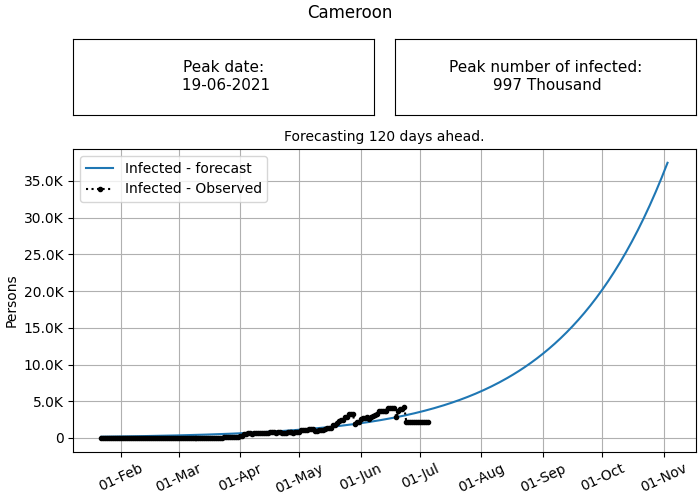 Cameroon
Peak date:
19-06-2021
Peak number of infected:
997 Thousand
Forecasting 120 days ahead.
Infected - forecast
Infected - Observed
Persons
35.0K
30.0K
25.0K
20.0K
15.0K
10.0K
5.0K
0
01-Feb
01-Mar
01-Apr
01-May
01-Jun
01-Jul
01-Aug
01-Sep
01-Oct
01-Nov